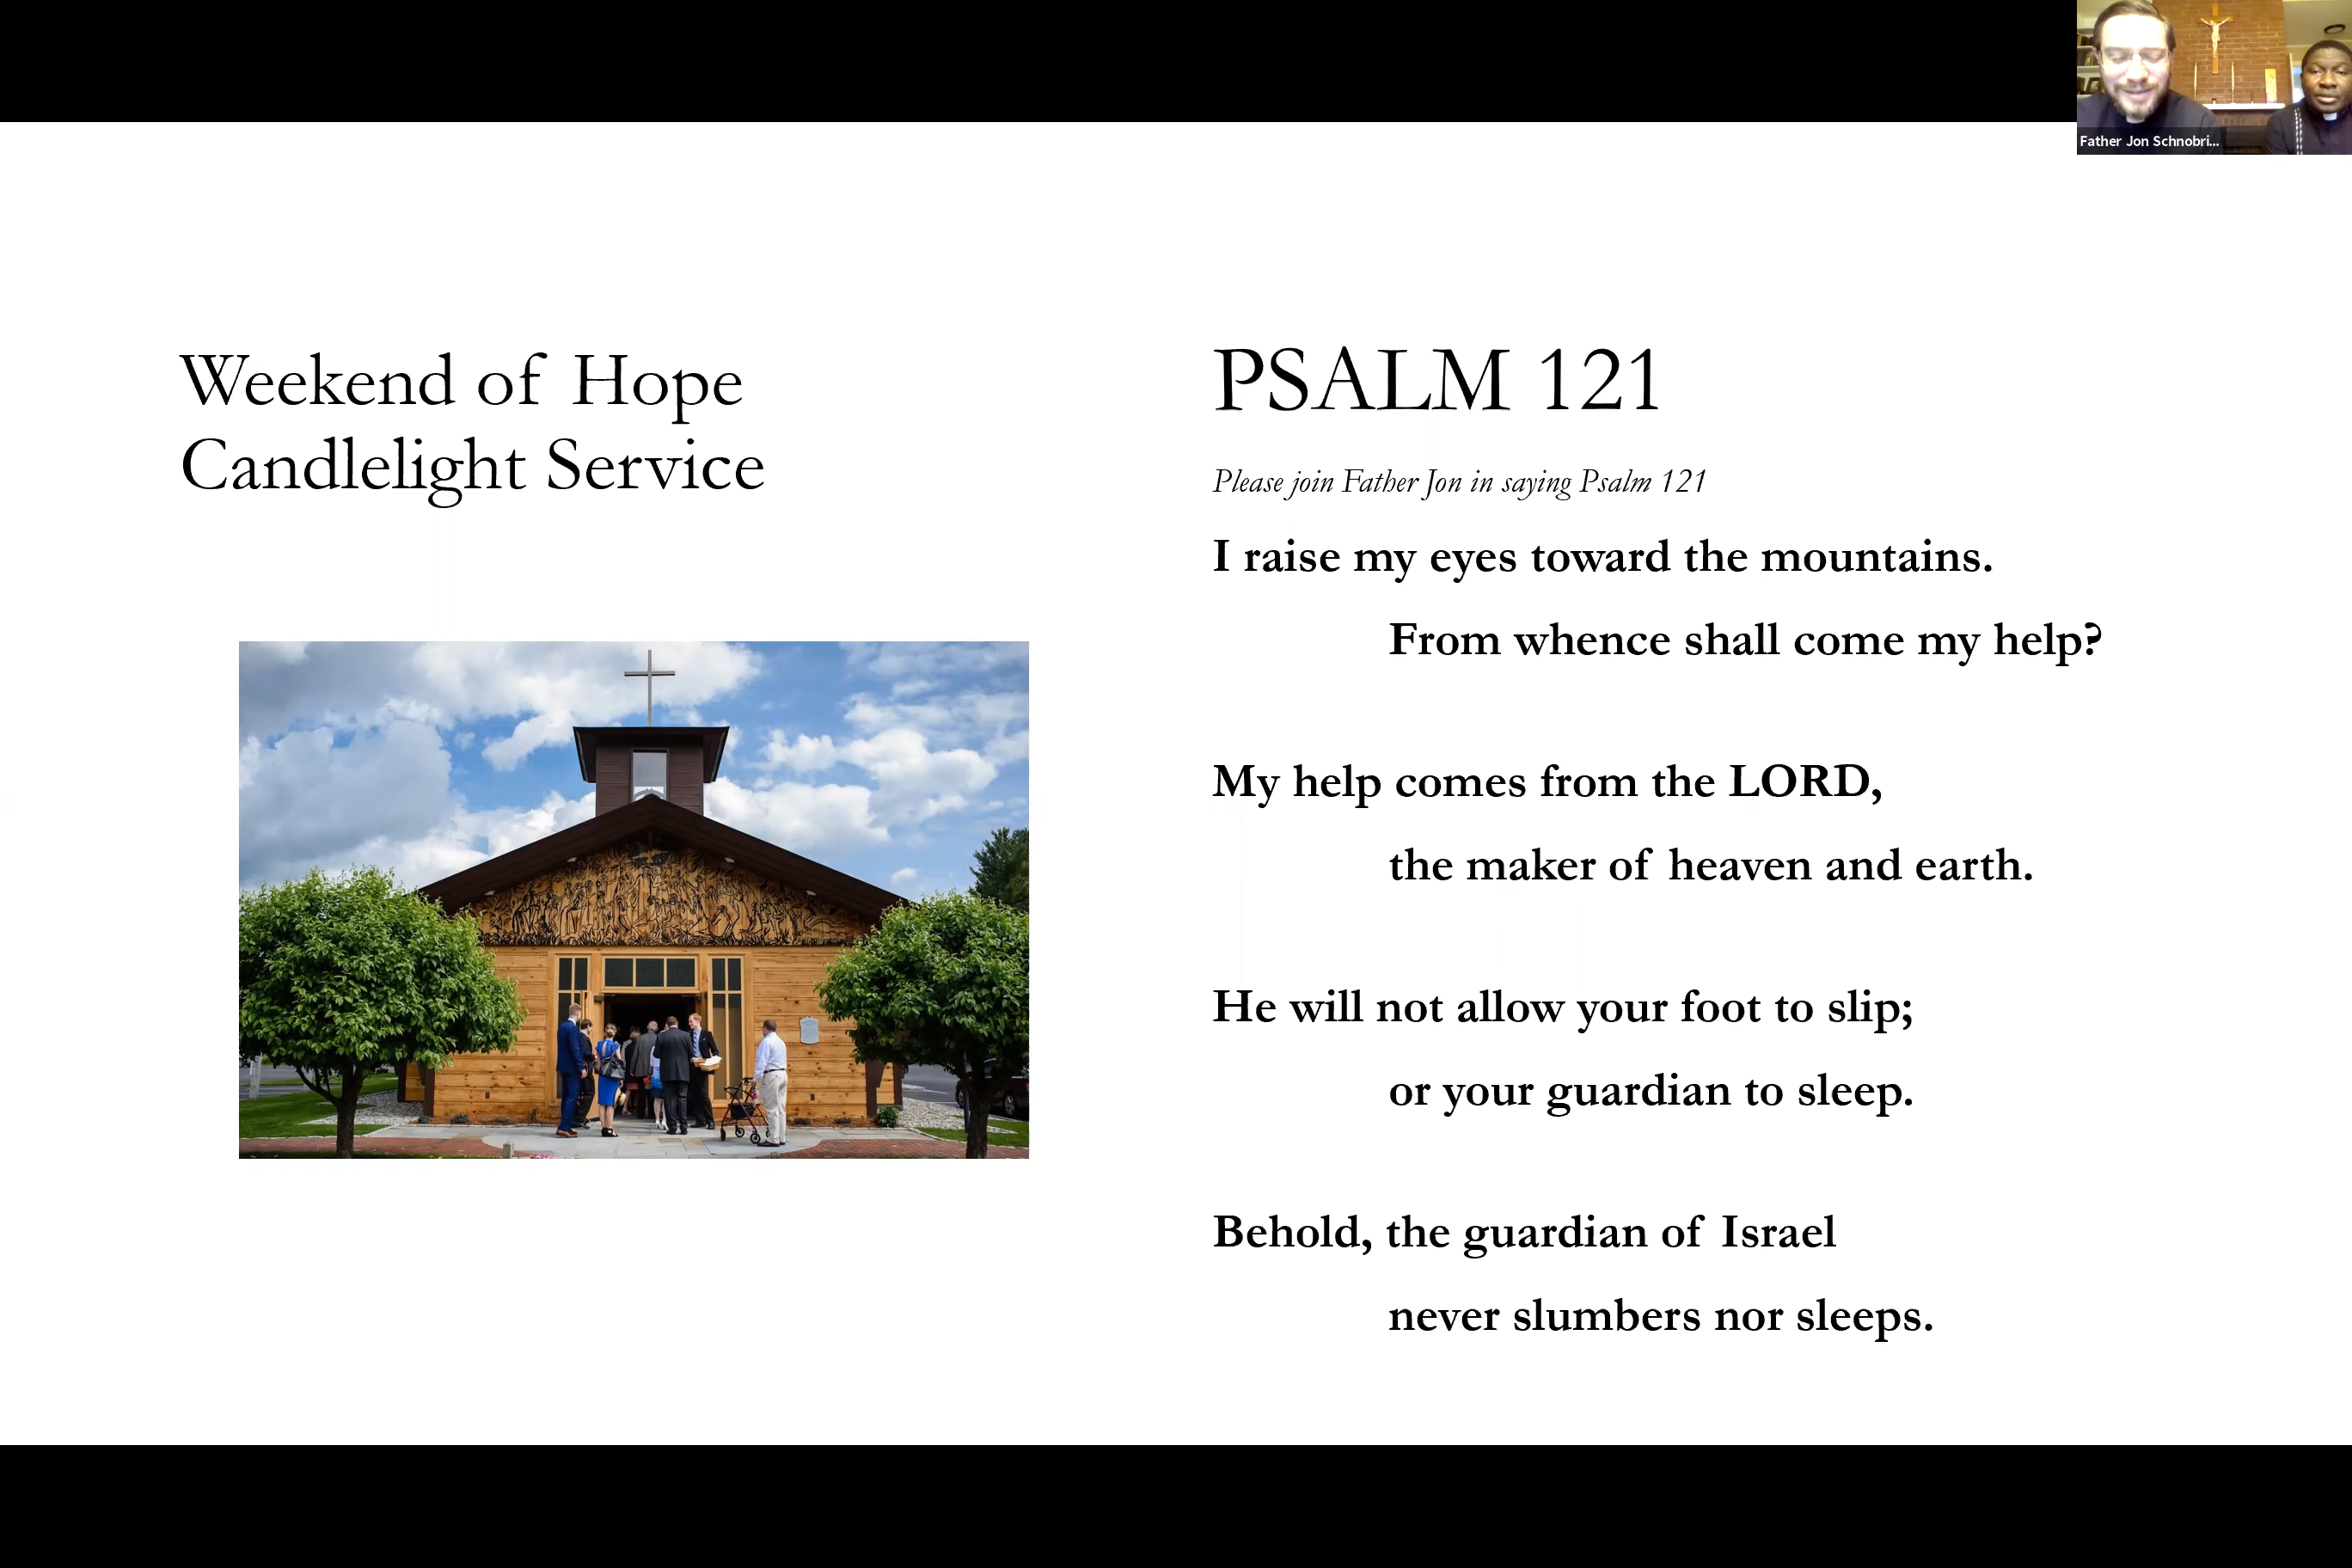 Father Jon Schnobri...
Weekend of Hope
Candlelight Service
PSALM 121
Please join Father Jon in saying Psalm 121
I raise my eyes toward the mountains.
From whence shall come my help?
My help comes from the LORD,
the maker of heaven and earth.
He will not allow your foot to slip;
or your guardian to sleep.
Behold, the guardian of Israel
never slumbers nor sleeps.